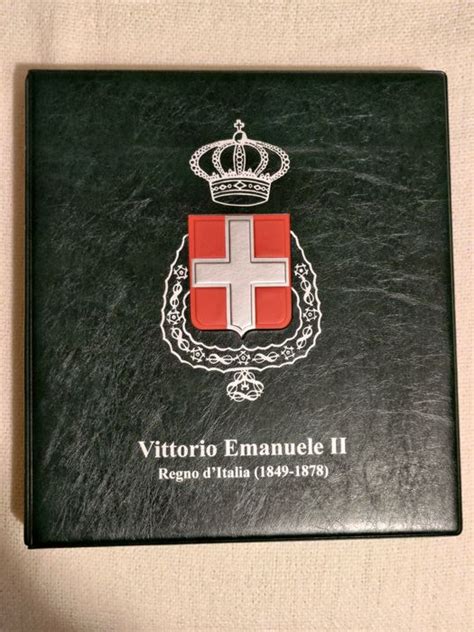 Vittorio Emanuele II
Regno d'Italia (1849-1878)